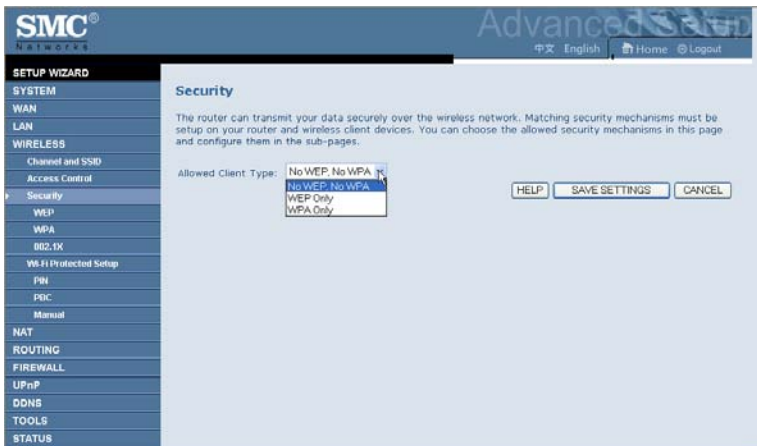 SMC®
Networks
Advanced Setup
中文 English Home Logout
SETUP WIZARD
SYSTEM
WAN
LAN
WIRELESS
Channel and SSID
Access Control
Security
WEP
WPA
802.1X
Wi-Fi Protected Setup
PIN
PBC
Manual
NAT
ROUTING
FIREWALL
UPnP
DDNS
TOOLS
STATUS
Security
The router can transmit your data securely over the wireless network. Matching security mechanisms must be
setup on your router and wireless client devices. You can choose the allowed security mechanisms in this page
and configure them in the sub-pages.
Allowed Client Type: No WEP, No WPA
No WEP, No WPA
WEP Only
WPA Only
HELP SAVE SETTINGS CANCEL